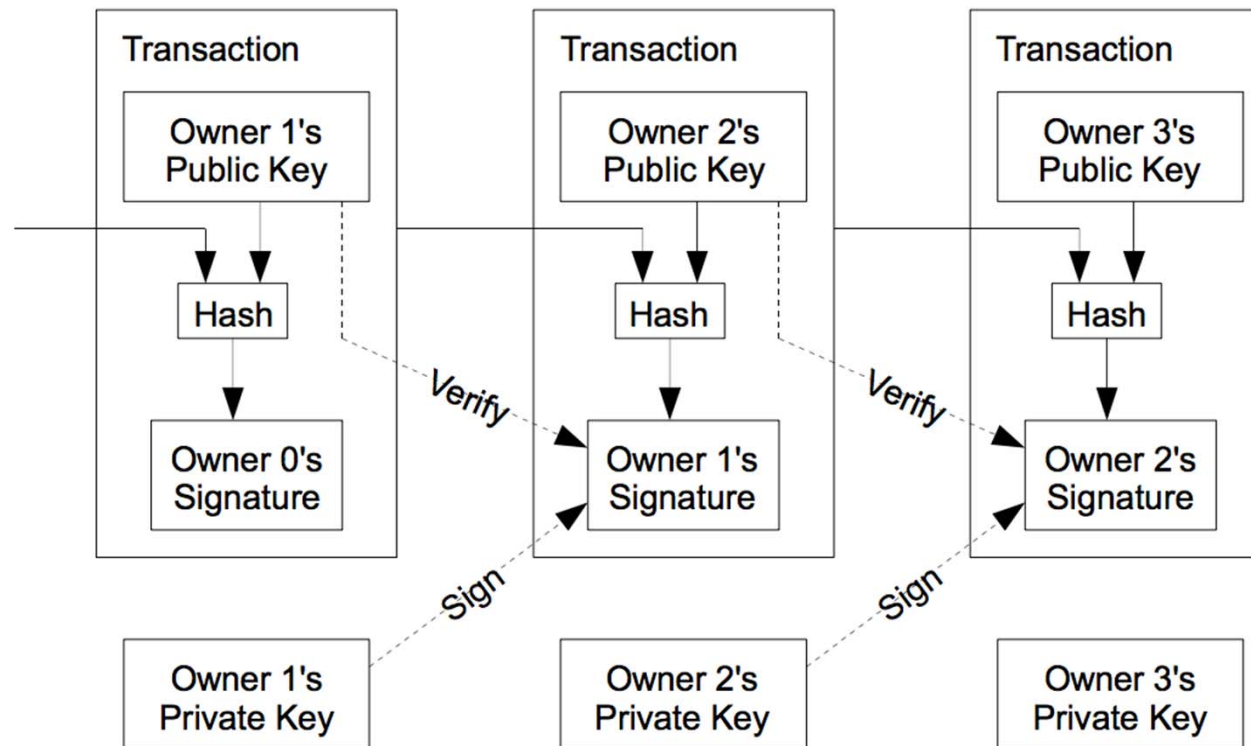 Transaction
Owner 1's
Public Key
Hash
Owner 0's
Signature
Transaction
Owner 2's
Public Key
Hash
Verify
Owner 1's
Signature
Transaction
Owner 3's
Public Key
Hash
Verify
Owner 2's
Signature
Sign
Sign
Owner 1's
Private Key
Owner 2's
Private Key
Owner 3's
Private Key